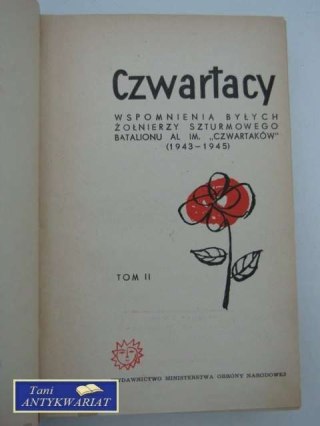 Czwartacy
WSPOMNIENIA BYŁYCH
ŻOŁNIERZY SZTURMOWEGO
BATALIONU AL IM. „CZWARTAKÓW"
(1943–1945)
TOM II
WYDAWNICTWO MINISTERSTWA OBRONY NARODOWEJ
Tani
ANTYKWARIAT